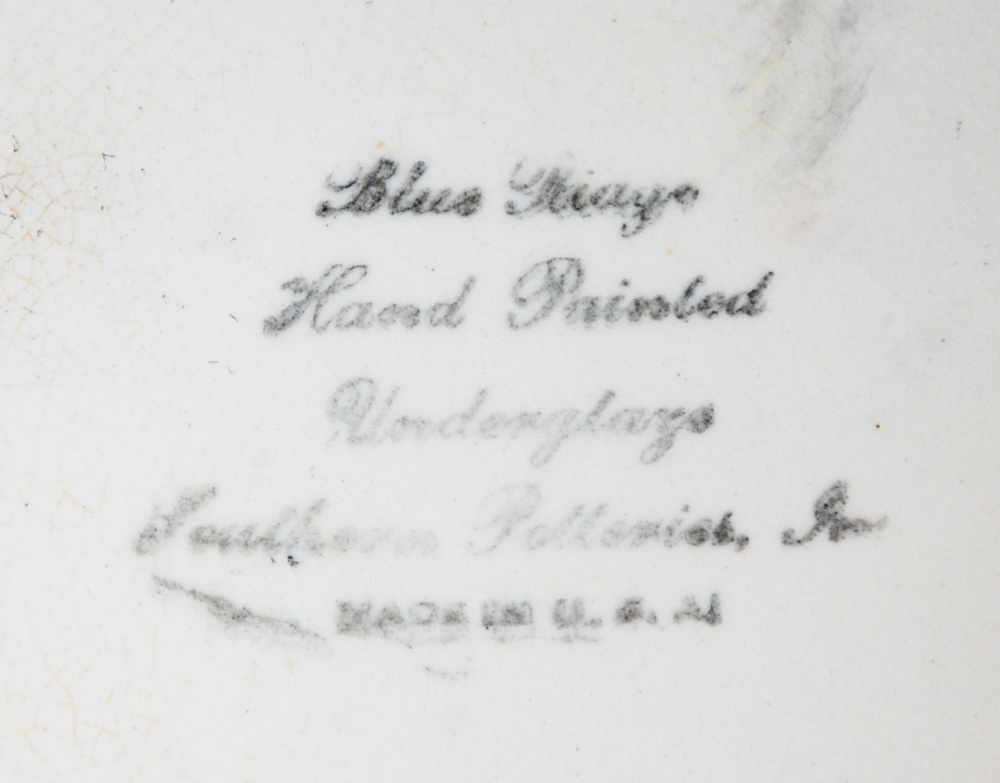 Blue Ridge
Hand Painted
Underglaze
Southern Potteries, Inc
MADE IN U. S. A